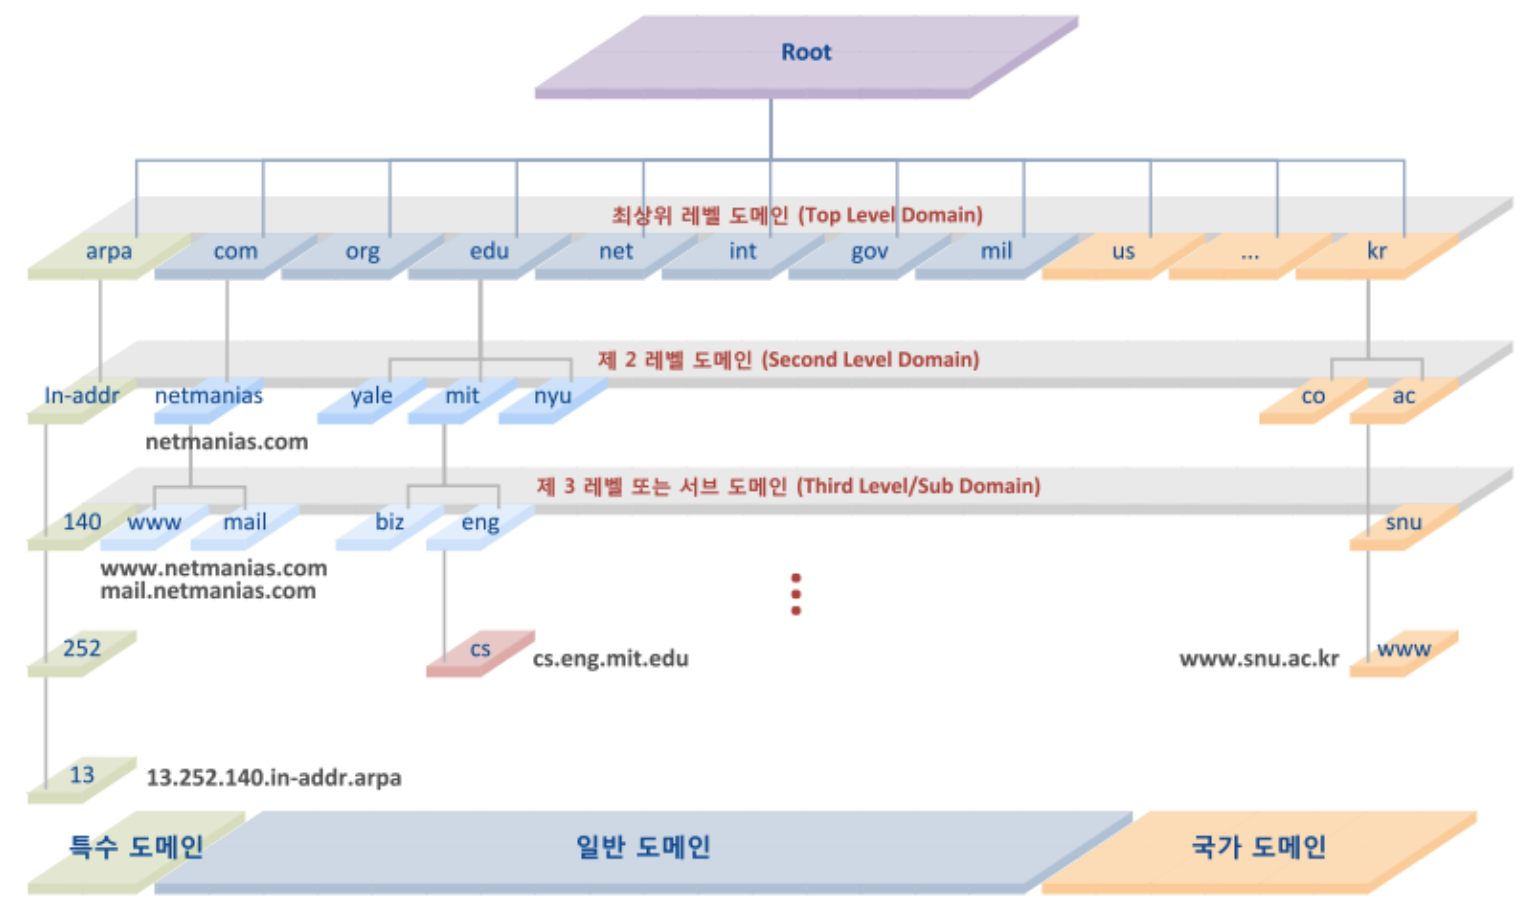 Root
최상위 레벨 도메인 (Top Level Domain)
arpa com org edu net int gov mil us ... kr
제 2 레벨 도메인 (Second Level Domain)
In-addr netmanias yale mit nyu co ac
netmanias.com
제 3 레벨 또는 서브 도메인 (Third Level/Sub Domain)
140 www mail biz eng snu
www.netmanias.com
mail.netmanias.com
252 cs cs.eng.mit.edu www.snu.ac.kr www
13 13.252.140.in-addr.arpa
특수 도메인 일반 도메인 국가 도메인